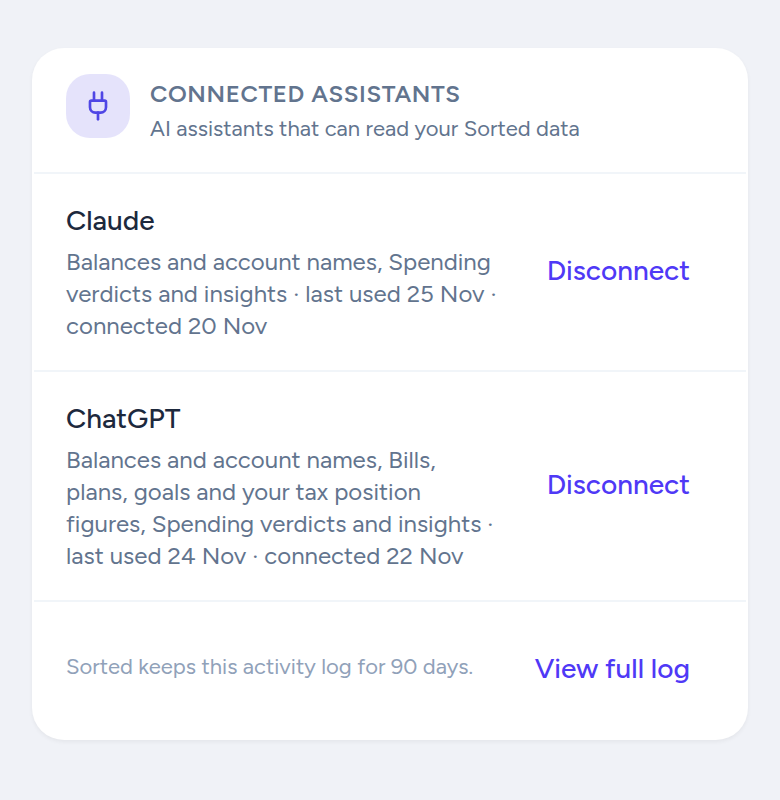 CONNECTED ASSISTANTS
AI assistants that can read your Sorted data
Claude
Balances and account names, Spending
verdicts and insights · last used 25 Nov ·
connected 20 Nov
Disconnect
ChatGPT
Balances and account names, Bills,
plans, goals and your tax position
figures, Spending verdicts and insights ·
last used 24 Nov · connected 22 Nov
Disconnect
Sorted keeps this activity log for 90 days.
View full log